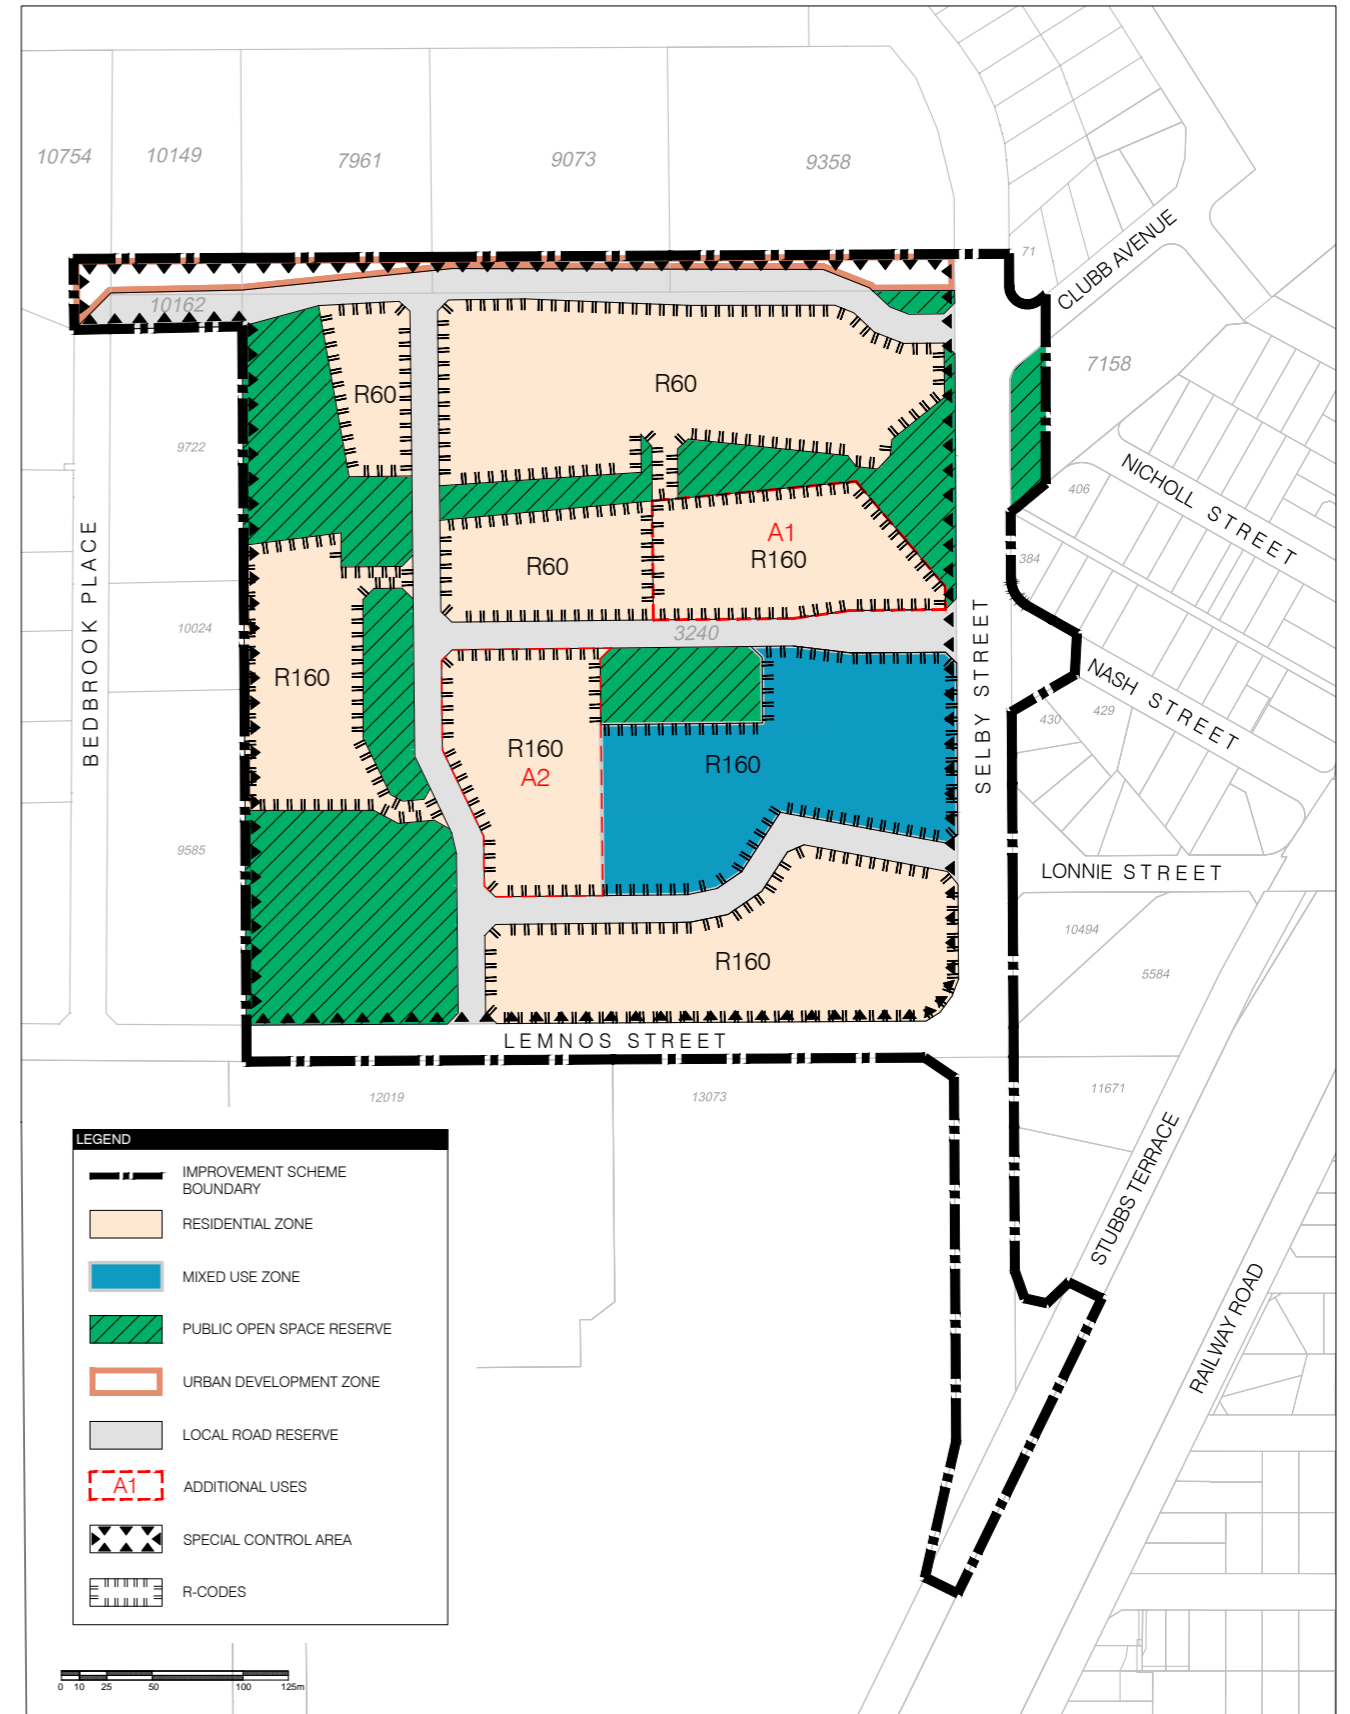 10754
10149
7961
9073
9358
71
CLUBB AVENUE
10162
7158
R60
R60
9722
406
NICHOLL STREET
A1
R160
R60
384
BEDBROOK PLACE
10024
3240
SELBY STREET
R160
NASH STREET
429
430
R160
A2
R160
9585
LONNIE STREET
10494
R160
5584
LEMNOS STREET
12019
13073
11671
STUBBS TERRACE
RAILWAY ROAD
LEGEND
IMPROVEMENT SCHEME
BOUNDARY
RESIDENTIAL ZONE
MIXED USE ZONE
PUBLIC OPEN SPACE RESERVE
URBAN DEVELOPMENT ZONE
LOCAL ROAD RESERVE
A1 ADDITIONAL USES
SPECIAL CONTROL AREA
R-CODES
0 10 25 50 100 125m